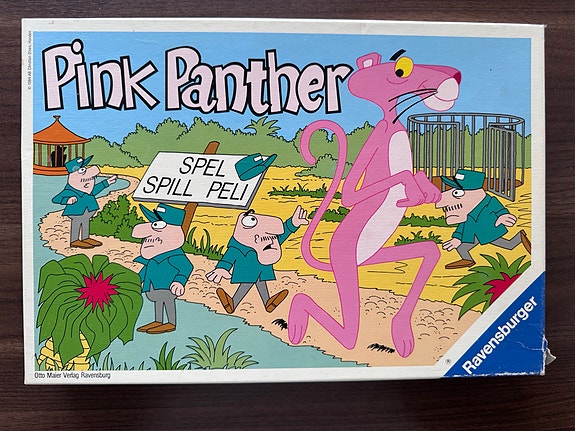 Pink Panther
SPEL
SPILL PELI
Ravensburger
Otto Maier Verlag Ravensburg